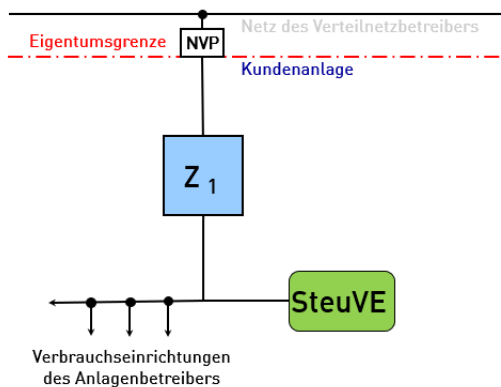 Netz des Verteilnetzbetreibers
Eigentumsgrenze
NVP
Kundenanlage
Z 1
SteuVE
Verbrauchseinrichtungen
des Anlagenbetreibers